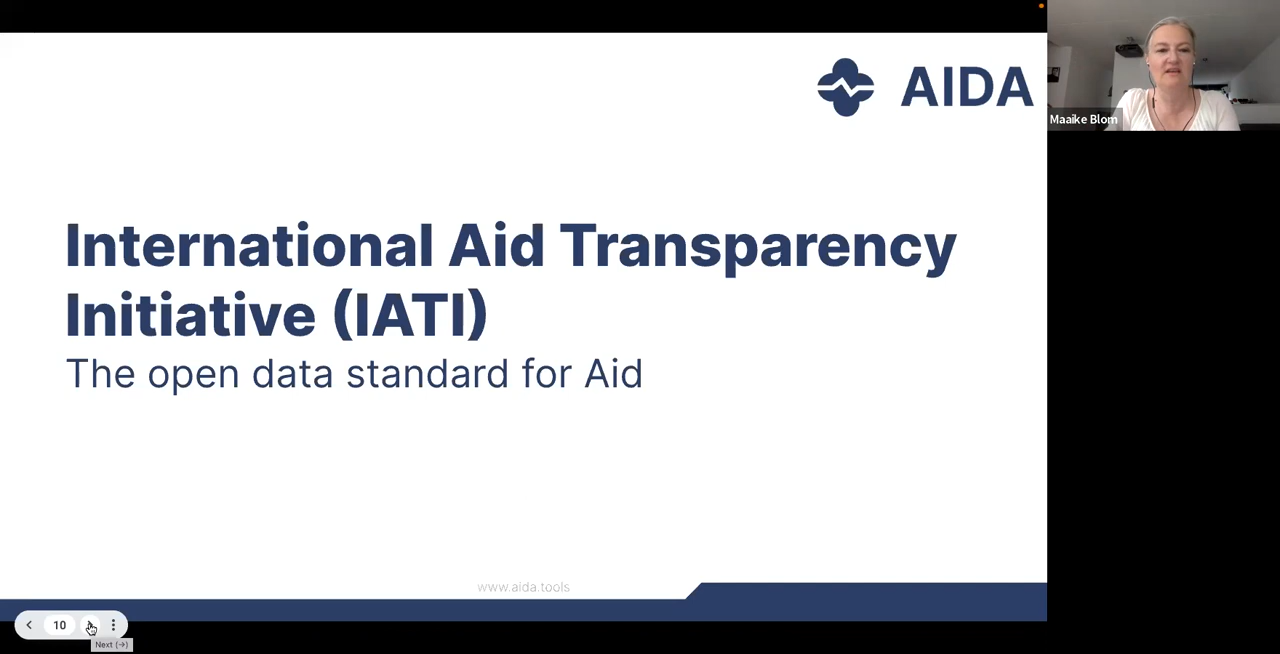 AIDA
Maaike Blom
International Aid Transparency
Initiative (IATI)
The open data standard for Aid
www.aida.tools
10
Next (→)